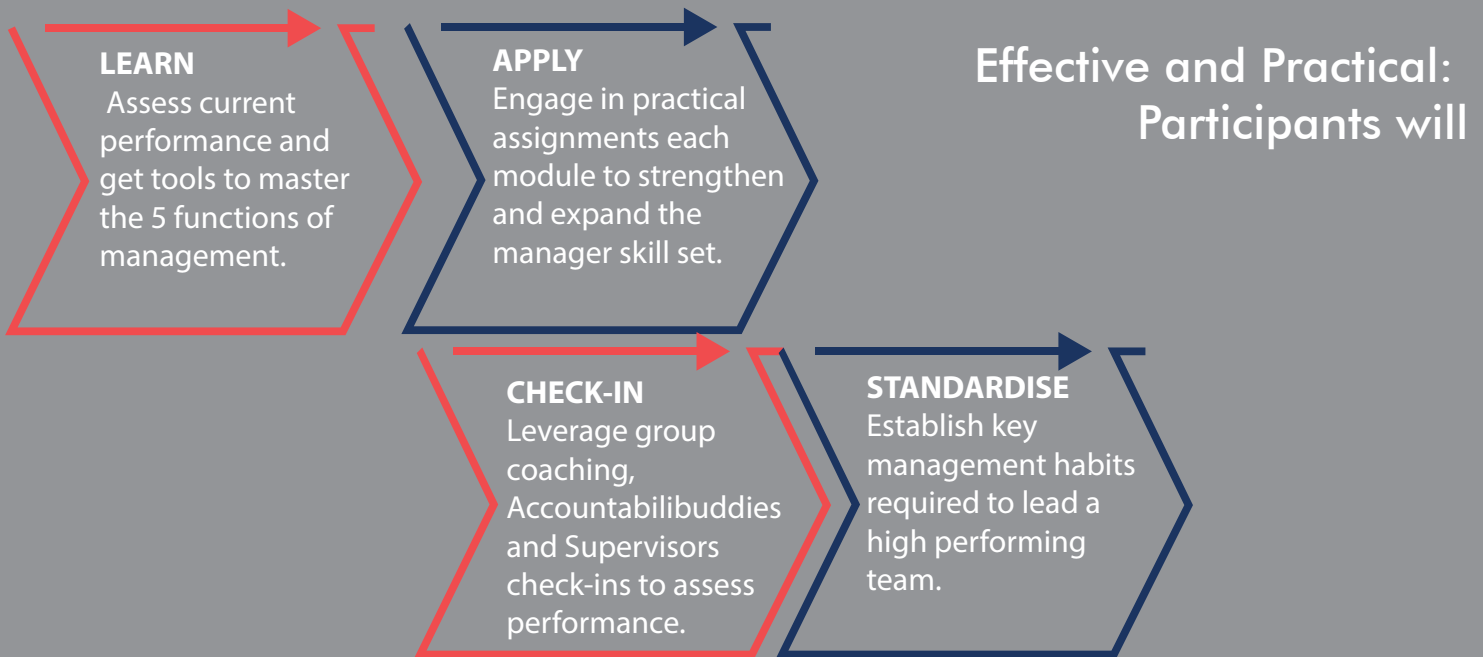 Effective and Practical:
Participants will
LEARN
Assess current
performance and
get tools to master
the 5 functions of
management.
APPLY
Engage in practical
assignments each
module to strengthen
and expand the
manager skill set.
CHECK-IN
Leverage group
coaching,
Accountabilibuddies
and Supervisors
check-ins to assess
performance.
STANDARDISE
Establish key
management habits
required to lead a
high performing
team.